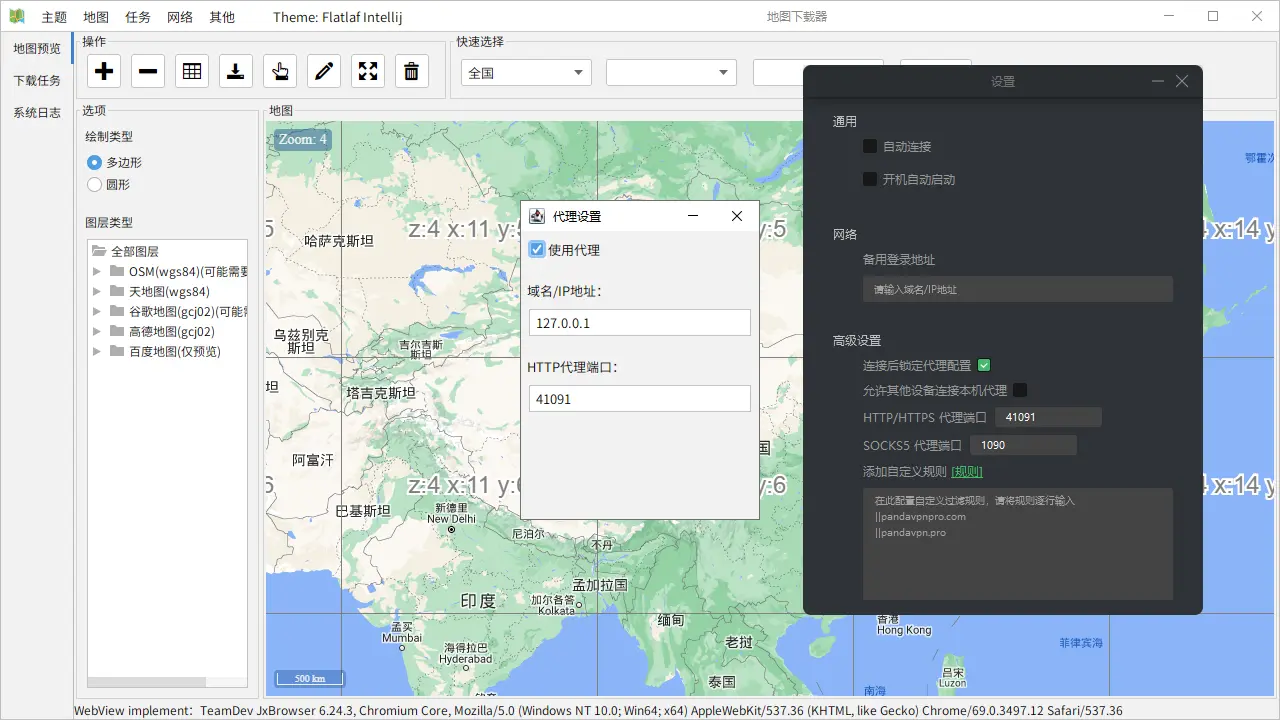 主题 地图 任务 网络 其他 Theme: Flatlaf Intellij 地图下载器
地图预览
下载任务
系统日志
操作
快速选择
全国
选项
绘制类型
多边形
圆形
图层类型
全部图层
OSM(wgs84)(可能需要
天地图(wgs84)
谷歌地图(gcj02)(可能
高德地图(gcj02)
百度地图(仅预览)
地图
Zoom: 4
鄂霍次
5
z:4 x:11 y:5
y:5
x:14 y
哈萨克斯坦
乌兹别克
斯坦
吉尔吉斯
斯坦
坦
塔吉克斯坦
阿富汗
国
6
z:4 x:11 y:6
y:6
x:14 y
巴基斯坦
新德里
New Delhi
尼泊尔
不丹
孟加拉国
印度
加尔各答
Kolkata
缅甸
香港
Hong Kong
孟买
Mumbai
海得拉巴
Hyderabad
老挝
菲律宾海
吕宋
Luzon
泰国
南海
500 km
代理设置
使用代理
域名/IP地址:
127.0.0.1
HTTP代理端口:
41091
设置
通用
自动连接
开机自动启动
网络
备用登录地址
请输入域名/IP地址
高级设置
连接后锁定代理配置
允许其他设备连接本机代理
HTTP/HTTPS 代理端口 41091
SOCKS5 代理端口 1090
添加自定义规则 [规则]
在此配置自定义过滤规则，请将规则逐行输入
||pandavpnpro.com
||pandavpn.pro
WebView implement: TeamDev JxBrowser 6.24.3, Chromium Core, Mozilla/5.0 (Windows NT 10.0; Win64; x64) AppleWebKit/537.36 (KHTML, like Gecko) Chrome/69.0.3497.12 Safari/537.36